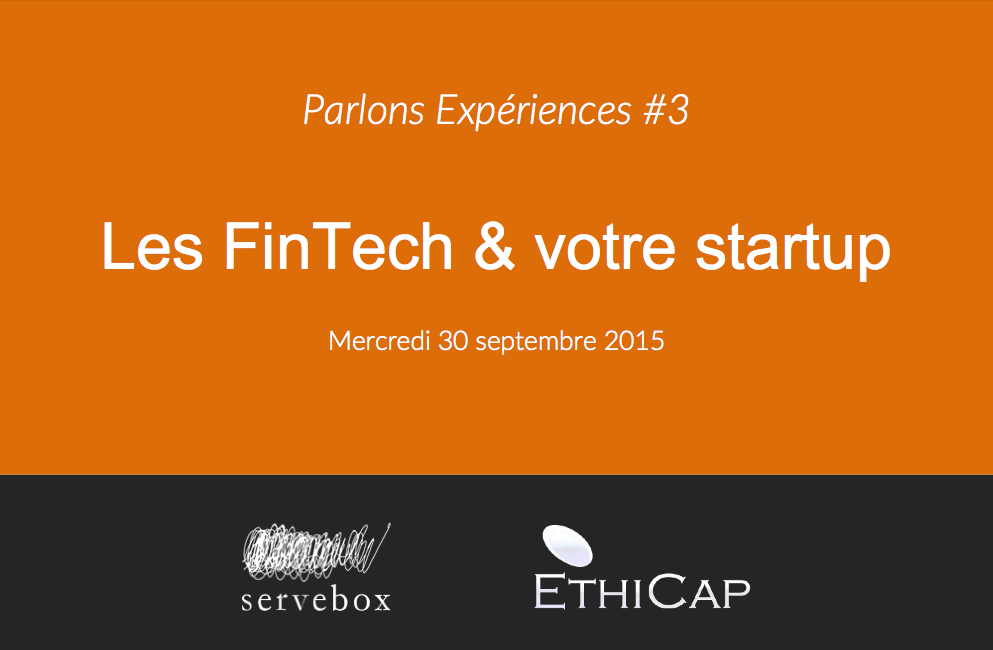 Parlons Expériences #3
Les FinTech & votre startup
Mercredi 30 septembre 2015
servebox
ETHICAP